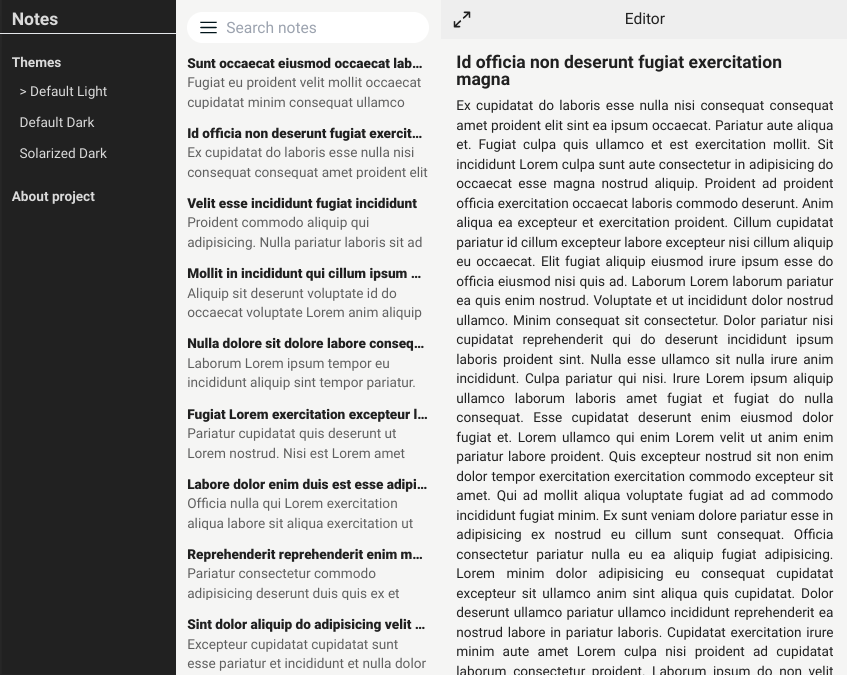 Notes
Themes
> Default Light
Default Dark
Solarized Dark
About project
Search notes
Sunt occaecat eiusmod occaecat lab...
Fugiat eu proident velit mollit occaecat
cupidatat minim consequat ullamco
Id officia non deserunt fugiat exercit...
Ex cupidatat do laboris esse nulla nisi
consequat consequat amet proident elit
Velit esse incididunt fugiat incididunt
Proident commodo aliquip qui
adipisicing. Nulla pariatur laboris sit ad
Mollit in incididunt qui cillum ipsum ...
Aliquip sit deserunt voluptate id do
occaecat voluptate Lorem anim aliquip
Nulla dolore sit dolore labore conseq...
Laborum Lorem ipsum tempor eu
incididunt aliquip sint tempor pariatur.
Fugiat Lorem exercitation excepteur l...
Pariatur cupidatat quis deserunt ut
Lorem nostrud. Nisi est Lorem amet
Labore dolor enim duis est esse adipi...
Officia nulla qui Lorem exercitation
aliqua labore sit aliqua exercitation ut
Reprehenderit reprehenderit enim m...
Pariatur consectetur commodo
adipisicing deserunt duis quis ex et
Sint dolor aliquip do adipisicing velit ...
Excepteur cupidatat cupidatat sunt
esse pariatur et incididunt et nulla dolor
Editor
Id officia non deserunt fugiat exercitation
magna
Ex cupidatat do laboris esse nulla nisi consequat consequat
amet proident elit sint ea ipsum occaecat. Pariatur aute aliqua
et. Fugiat culpa quis ullamco et est exercitation mollit. Sit
incididunt Lorem culpa sunt aute consectetur in adipisicing do
occaecat esse magna nostrud aliquip. Proident ad proident
officia exercitation occaecat laboris commodo deserunt. Anim
aliqua ea excepteur et exercitation proident. Cillum cupidatat
pariatur id cillum excepteur labore excepteur nisi cillum aliquip
eu occaecat. Elit fugiat aliquip eiusmod irure ipsum esse do
officia eiusmod nisi quis ad. Laborum Lorem laborum pariatur
ea quis enim nostrud. Voluptate et ut incididunt dolor nostrud
ullamco. Minim consequat sit consectetur. Dolor pariatur nisi
cupidatat reprehenderit qui do deserunt incididunt ipsum
laboris proident sint. Nulla esse ullamco sit nulla irure anim
incididunt. Culpa pariatur qui nisi. Irure Lorem ipsum aliquip
ullamco laborum laboris amet fugiat et fugiat do nulla
consequat. Esse cupidatat deserunt enim eiusmod dolor
fugiat et. Lorem ullamco qui enim Lorem velit ut anim enim
pariatur labore proident. Quis excepteur nostrud sit non enim
dolor tempor exercitation exercitation commodo excepteur sit
amet. Qui ad mollit aliqua voluptate fugiat ad ad commodo
incididunt fugiat minim. Ex sunt veniam dolore pariatur esse in
adipisicing ex nostrud eu cillum sunt consequat. Officia
consectetur pariatur nulla eu ea aliquip fugiat adipisicing.
Lorem minim dolor adipisicing eu consequat cupidatat
excepteur sit ullamco anim sint aliqua quis cupidatat. Dolor
deserunt ullamco pariatur ullamco incididunt reprehenderit ea
nostrud labore in pariatur laboris. Cupidatat exercitation irure
minim aute amet Lorem culpa nisi proident ad cupidatat
laborum consectetur proident. Laborum ipsum do non velit